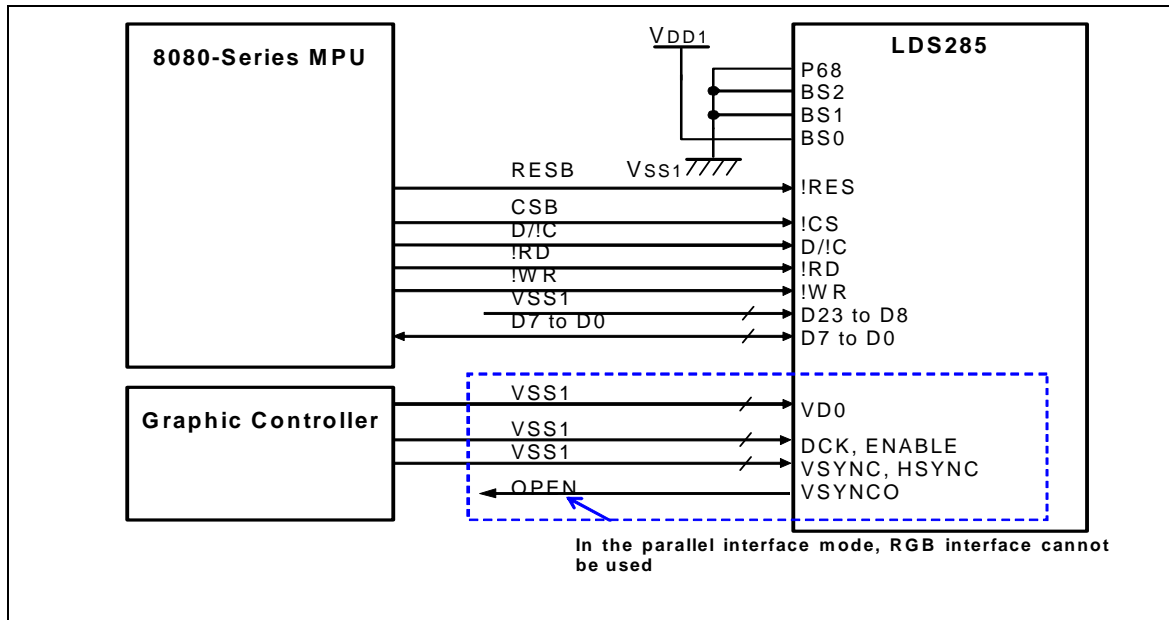 8080-Series MPU
VDD1
LDS285
P68
BS2
BS1
BS0
VSS1
RESB
!RES
CSB
!CS
D/!C
D/!C
!RD
!RD
!WR
!WR
VSS1
D23 to D8
D7 to D0
D7 to D0
Graphic Controller
VSS1
VD0
VSS1
DCK, ENABLE
VSS1
VSYNC, HSYNC
OPEN
VSYNCO
In the parallel interface mode, RGB interface cannot
be used